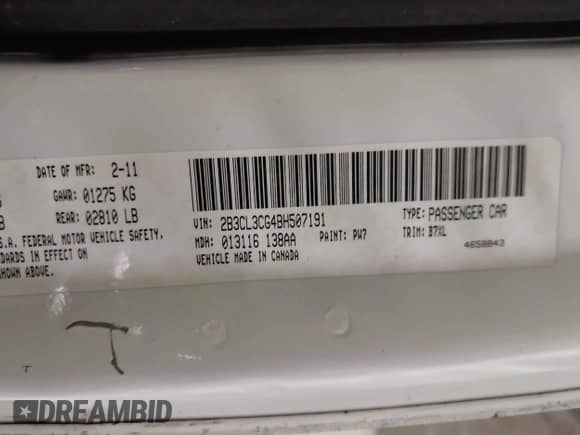 DATE OF MFR: 2-11
GAWR: 01275 KG
B REAR: 02810 LB
S.A. FEDERAL MOTOR VEHICLE SAFETY,
DARDS IN EFFECT ON
SHOWN ABOVE.
VIN: 2B3CL3CG4BH507191
TYPE: PASSENGER CAR
MDH: 013116 138AA
PAINT: PW7
TRIM: B7XL
VEHICLE MADE IN CANADA
4658843
T
T
DREAMBID